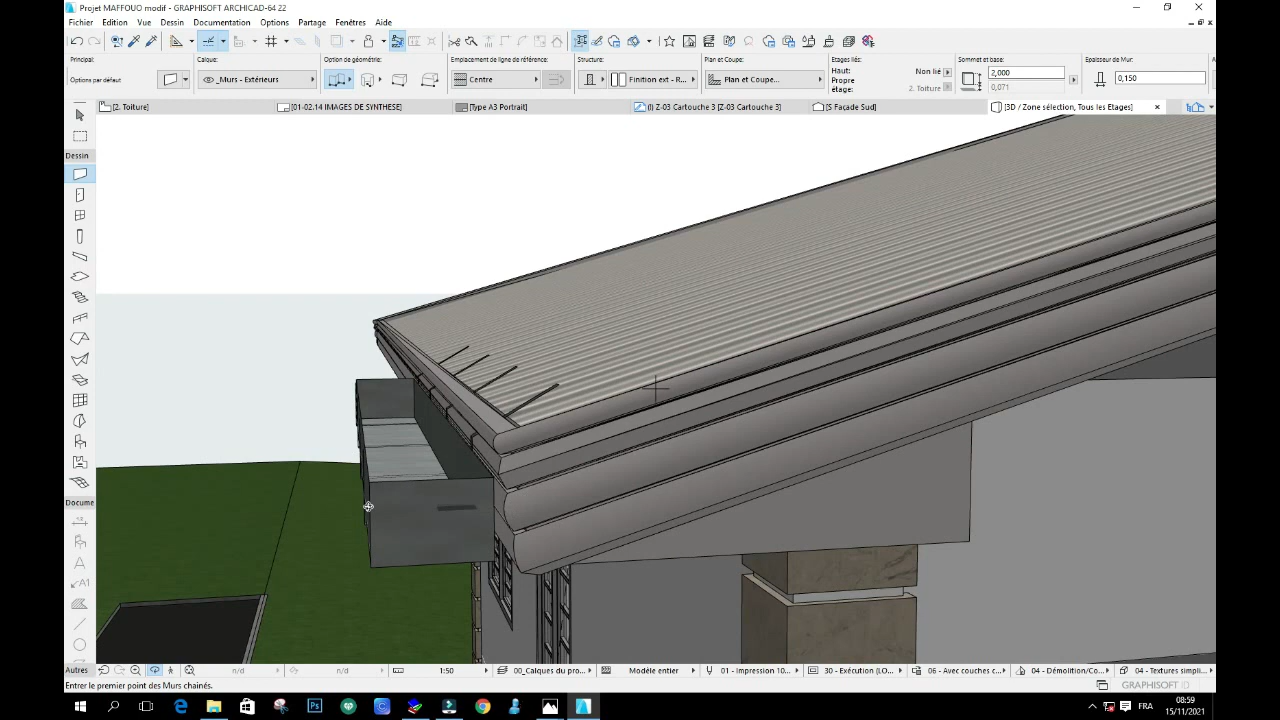 Projet MAFFOUO modif - GRAPHISOFT ARCHICAD-64 22
Fichier Edition Vue Dessin Documentation Options Partage Fenêtres Aide
Principal: Calque: Option de géométrie: Emplacement de ligne de référence: Structure: Plan et Coupe: Etages liés: Sommet et base: Epaisseur de Mur:
Options par défaut _Murs - Extérieurs Centre Finition ext - R... Plan et Coupe...
Haut: Non lié 2,000 0,150
Propre étage: 2. Toiture 0,071
[2. Toiture] [01-02.14 IMAGES DE SYNTHESE] [Type A3 Portrait] (I) Z-03 Cartouche 3 [Z-03 Cartouche 3] [S Façade Sud] [3D / Zone sélection, Tous les Etages]
Dessin
Docume
A
A1
Autres n/d n/d 1:50 00_Calques du pro... Modèle entier 01 - Impression 10... 30 - Exécution (LO... 06 - Avec couches c... 04 - Démolition/Co... 04 - Textures simpli...
Entrer le premier point des Murs chaînés.
GRAPHISOFT ID
FRA 08:59
15/11/2021